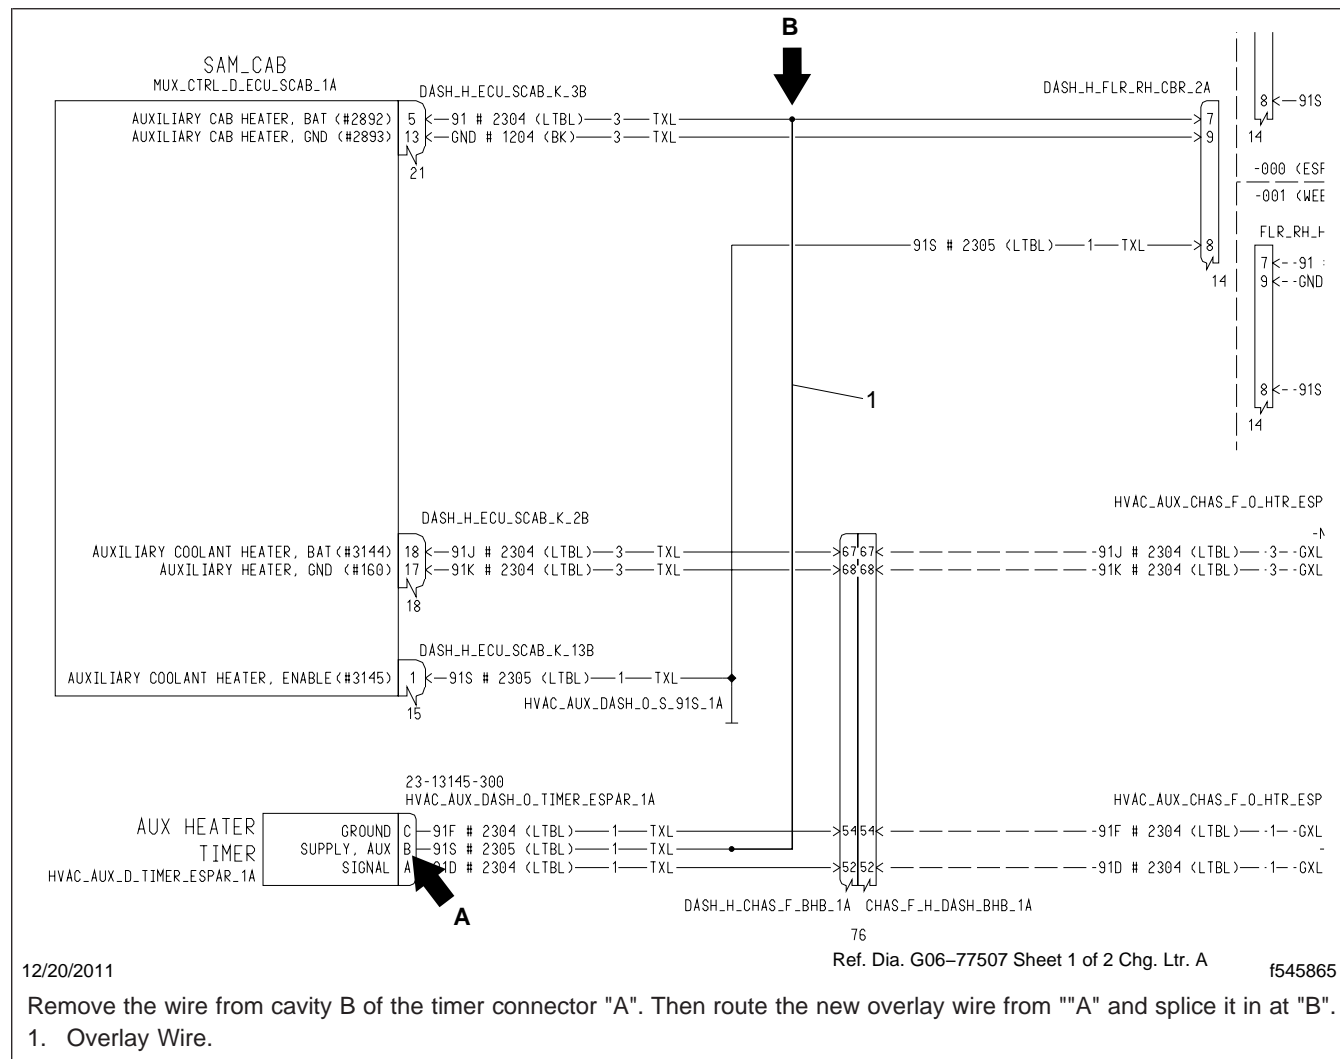 B
SAM_CAB
MUX_CTRL_D_ECU_SCAB_1A
DASH_H_ECU_SCAB_K_3B
DASH_H_FLR_RH_CBR_2A
AUXILIARY CAB HEATER, BAT (#2892) 5 91 # 2304 (LTBL) 3 TXL 7
AUXILIARY CAB HEATER, GND (#2893) 13 GND # 1204 (BK) 3 TXL 9
21
8 91S
14
-000 (ESP
-001 (WEE
FLR_RH_H
91S # 2305 (LTBL) 1 TXL 8
14
7 91
9 GND
8 91S
14
1
HVAC_AUX_CHAS_F_O_HTR_ESP
DASH_H_ECU_SCAB_K_2B
AUXILIARY COOLANT HEATER, BAT (#3144) 18 91J # 2304 (LTBL) 3 TXL 67 67 91J # 2304 (LTBL) 3 GXL
AUXILIARY HEATER, GND (#160) 17 91K # 2304 (LTBL) 3 TXL 68 68 91K # 2304 (LTBL) 3 GXL
18
DASH_H_ECU_SCAB_K_13B
AUXILIARY COOLANT HEATER, ENABLE (#3145) 1 91S # 2305 (LTBL) 1 TXL
15
HVAC_AUX_DASH_O_S_91S_1A
23-13145-300
HVAC_AUX_DASH_O_TIMER_ESPAR_1A
HVAC_AUX_CHAS_F_O_HTR_ESP
AUX HEATER
TIMER
HVAC_AUX_D_TIMER_ESPAR_1A
GROUND C 91F # 2304 (LTBL) 1 TXL 54 54 91F # 2304 (LTBL) 1 GXL
SUPPLY, AUX B 91S # 2305 (LTBL) 1 TXL
SIGNAL A 91D # 2304 (LTBL) 1 TXL 52 52 91D # 2304 (LTBL) 1 GXL
A
DASH_H_CHAS_F_BHB_1A CHAS_F_H_DASH_BHB_1A
76
Ref. Dia. G06–77507 Sheet 1 of 2 Chg. Ltr. A
12/20/2011
f545865
Remove the wire from cavity B of the timer connector "A". Then route the new overlay wire from ""A" and splice it in at "B".
1. Overlay Wire.